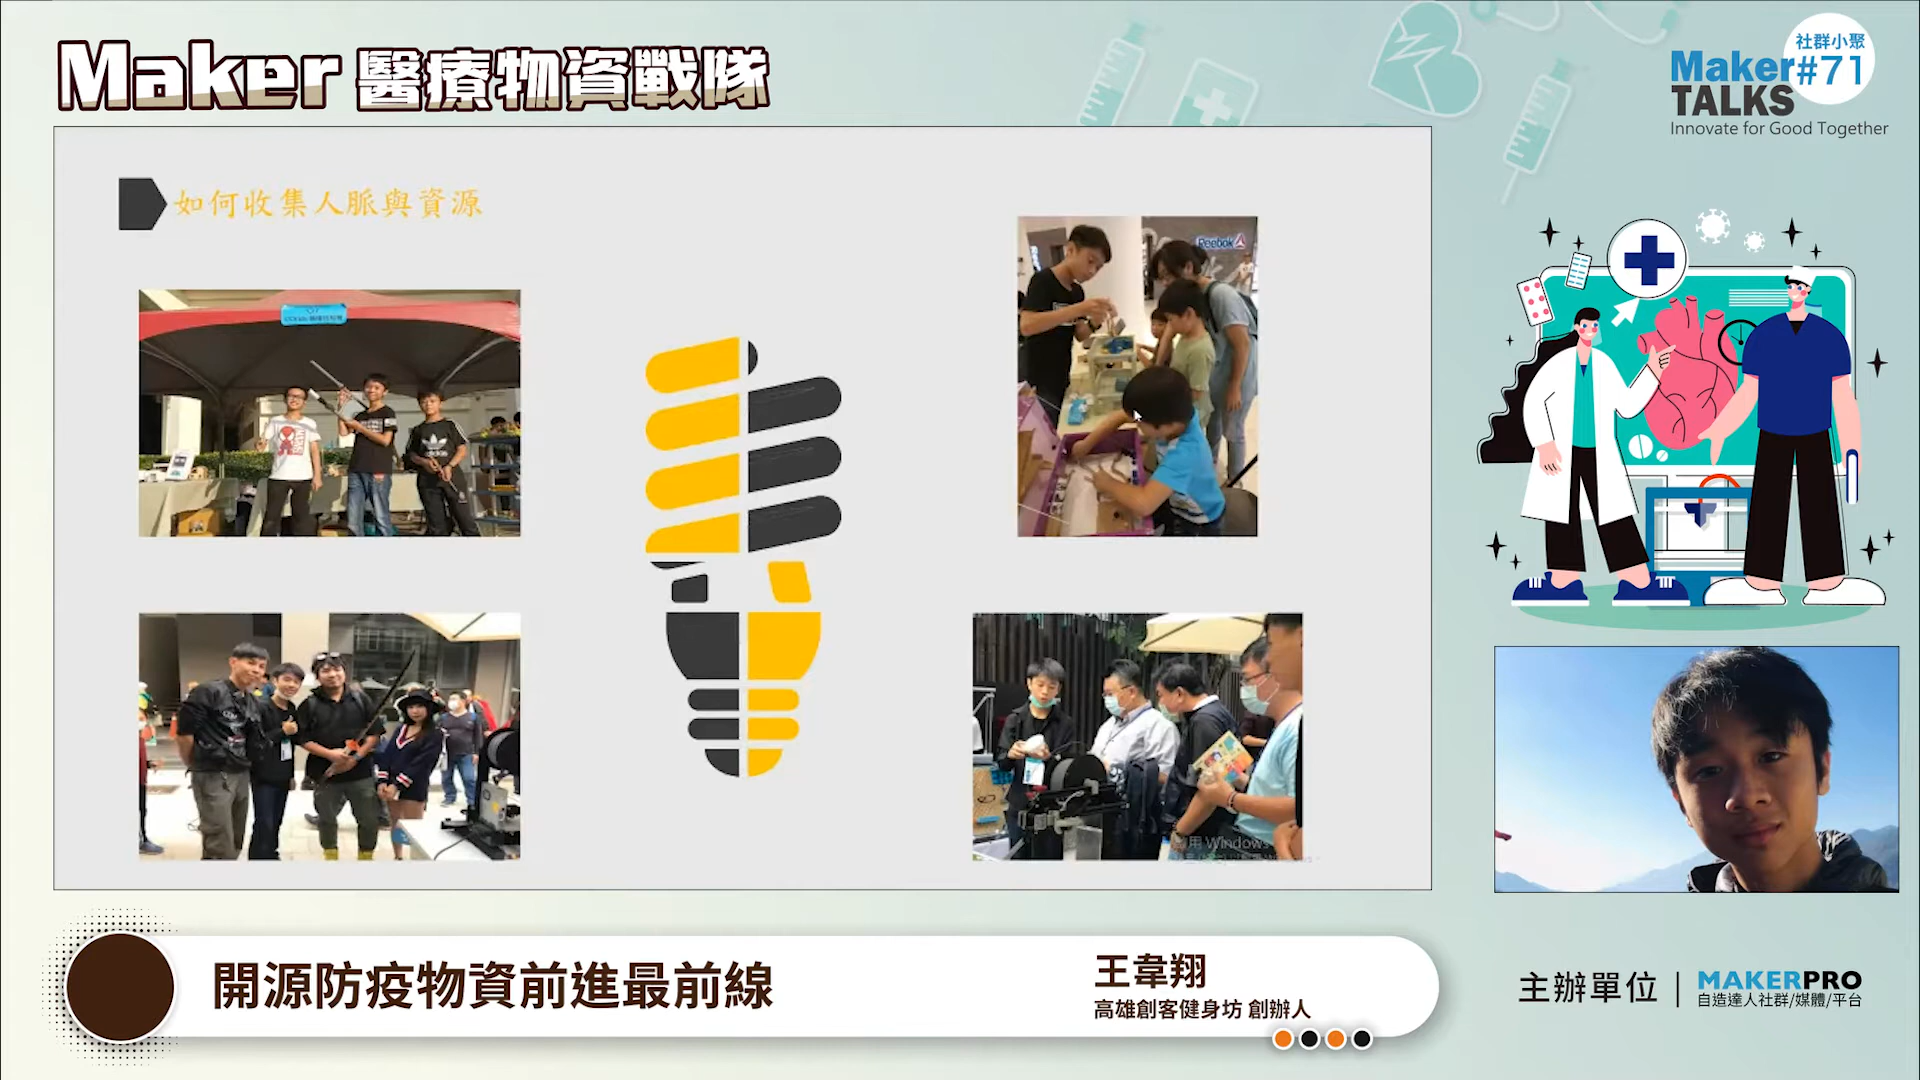 Maker 醫療物資戰隊
社群小聚
Maker #71
TALKS
Innovate for Good Together
如何收集人脈與資源
Reebok
用 Windows
開源防疫物資前進最前線
王韋翔
高雄創客健身坊 創辦人
主辦單位 | MAKERPRO
自造達人社群/媒體/平台